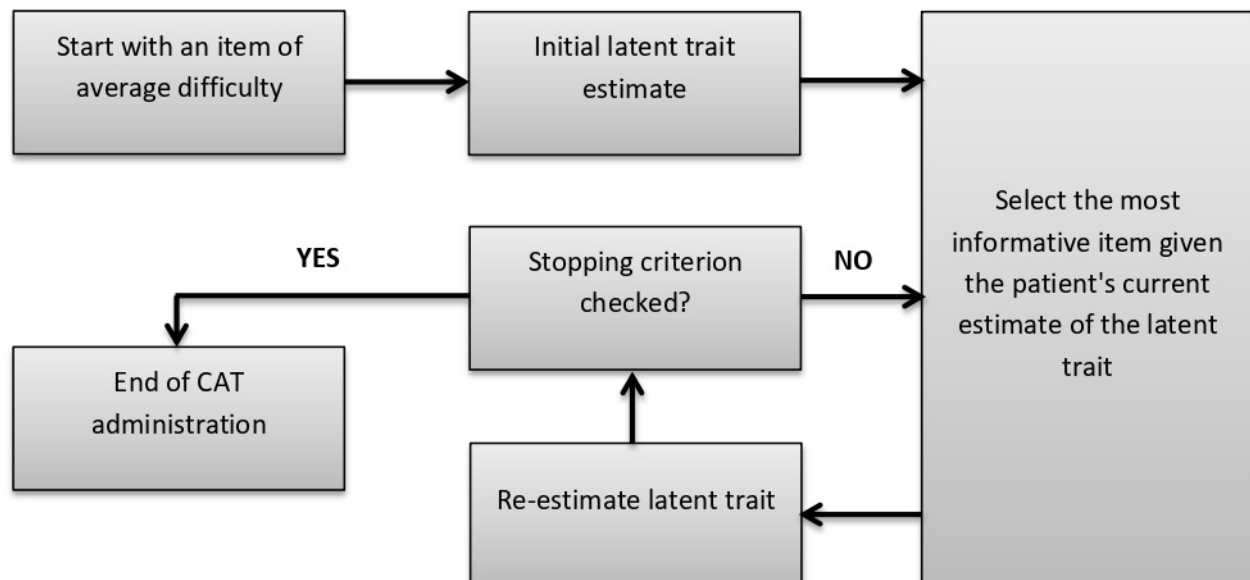 Start with an item of
average difficulty
Initial latent trait
estimate
Select the most
informative item given
the patient's current
estimate of the latent
trait
YES
Stopping criterion
checked?
NO
End of CAT
administration
Re-estimate latent trait